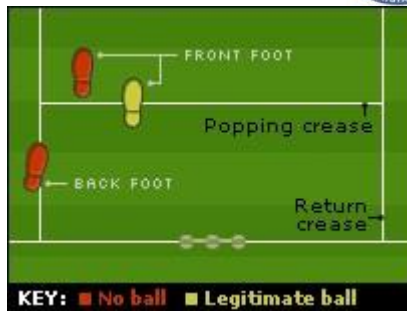 FRONT FOOT
Popping crease
BACK FOOT
Return
crease
KEY: No ball Legitimate ball